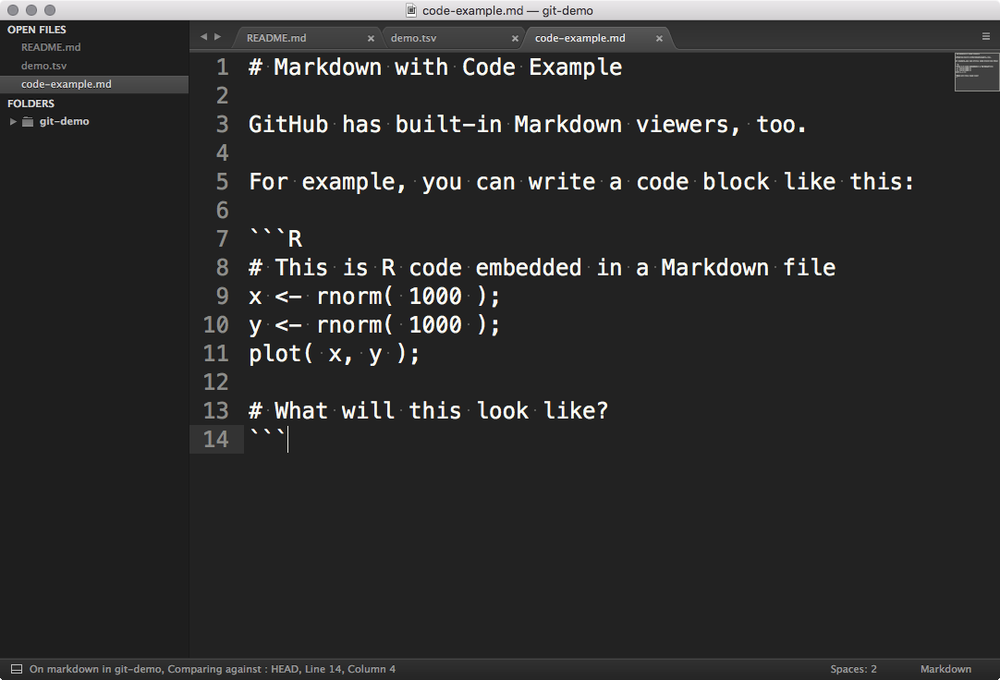 code-example.md — git-demo
OPEN FILES
README.md
demo.tsv
code-example.md
FOLDERS
git-demo
README.md
demo.tsv
code-example.md
1 # Markdown with Code Example
2
3 GitHub has built-in Markdown viewers, too.
4
5 For example, you can write a code block like this:
6
7 ```R
8 # This is R code embedded in a Markdown file
9 x <- rnorm( 1000 );
10 y <- rnorm( 1000 );
11 plot( x, y );
12
13 # What will this look like?
14 ```
On markdown in git-demo, Comparing against : HEAD, Line 14, Column 4
Spaces: 2
Markdown